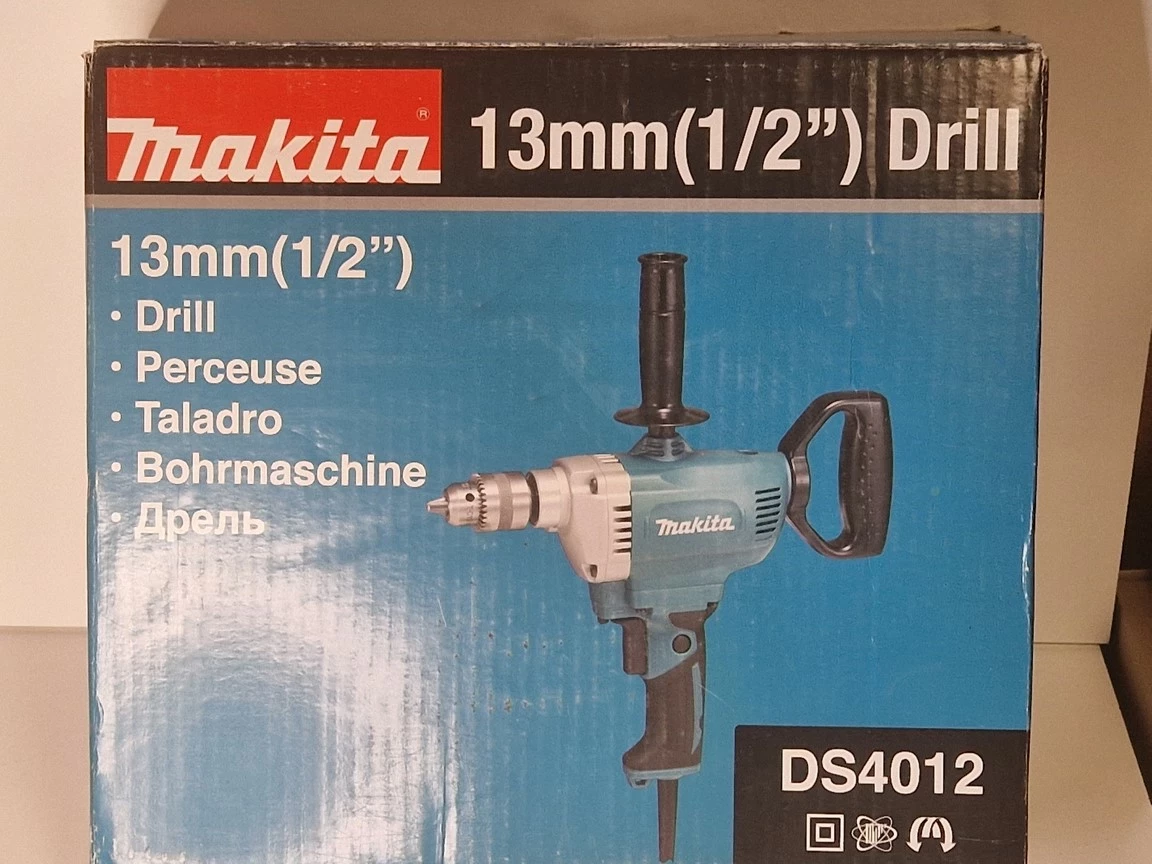 makita®
13mm(1/2”) Drill
13mm(1/2”)
· Drill
· Perceuse
· Taladro
· Bohrmaschine
· Дрель
makita
DS4012